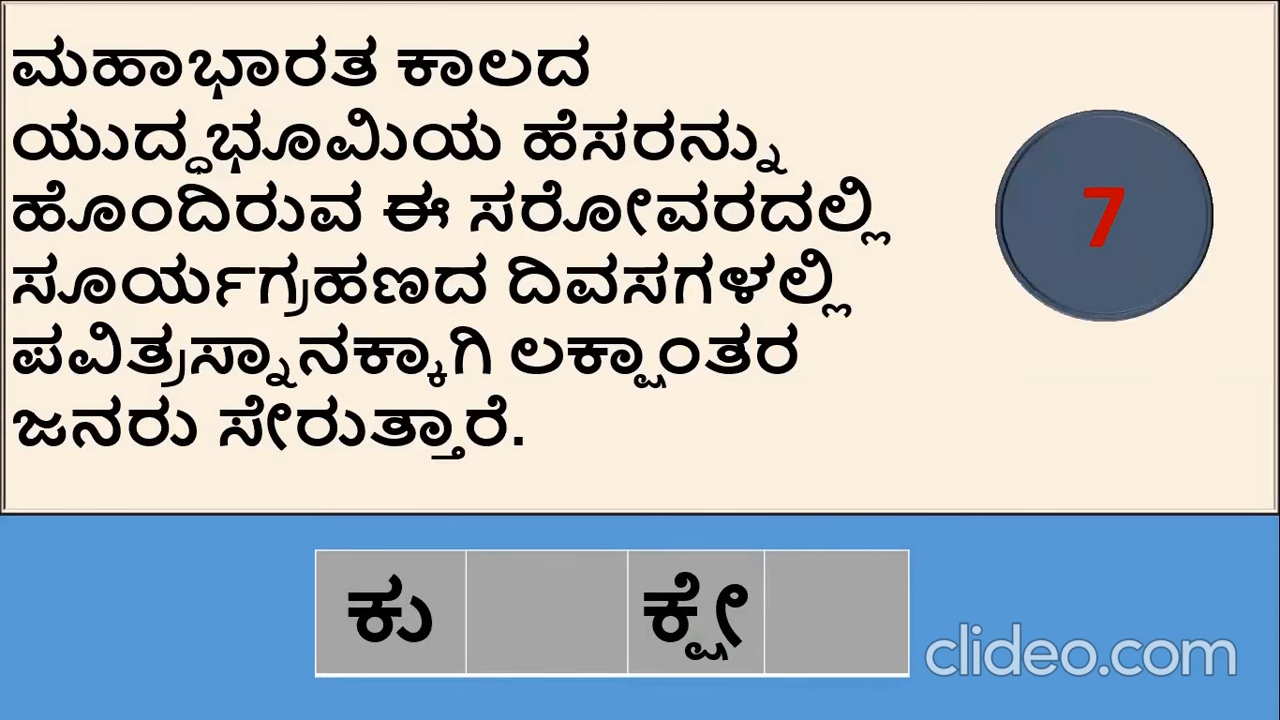 ಮಹಾಭಾರತ ಕಾಲದ
ಯುದ್ಧಭೂಮಿಯ ಹೆಸರನ್ನು
ಹೊಂದಿರುವ ಈ ಸರೋವರದಲ್ಲಿ
ಸೂರ್ಯಗ್ರಹಣದ ದಿವಸಗಳಲ್ಲಿ
ಪವಿತ್ರಸ್ನಾನಕ್ಕಾಗಿ ಲಕ್ಷಾಂತರ
ಜನರು ಸೇರುತ್ತಾರೆ.
7
ಕು ಕ್ಷೇ
clideo.com